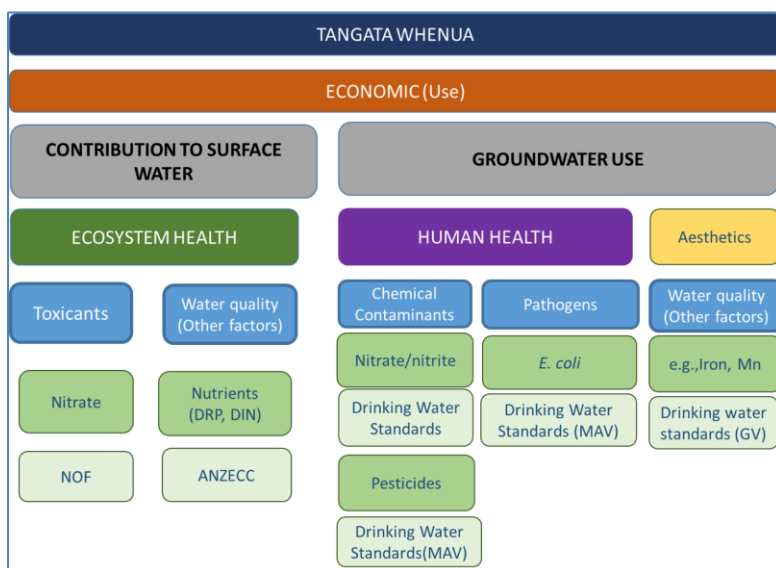 TANGATA WHENUA
ECONOMIC (Use)
CONTRIBUTION TO SURFACE
WATER
GROUNDWATER USE
ECOSYSTEM HEALTH
HUMAN HEALTH
Aesthetics
Toxicants
Water quality
(Other factors)
Chemical
Contaminants
Pathogens
Water quality
(Other factors)
Nitrate
Nutrients
(DRP, DIN)
Nitrate/nitrite
E. coli
e.g.,Iron, Mn
Drinking Water
Standards
Drinking Water
Standards (MAV)
Drinking water
standards (GV)
NOF
ANZECC
Pesticides
Drinking Water
Standards(MAV)